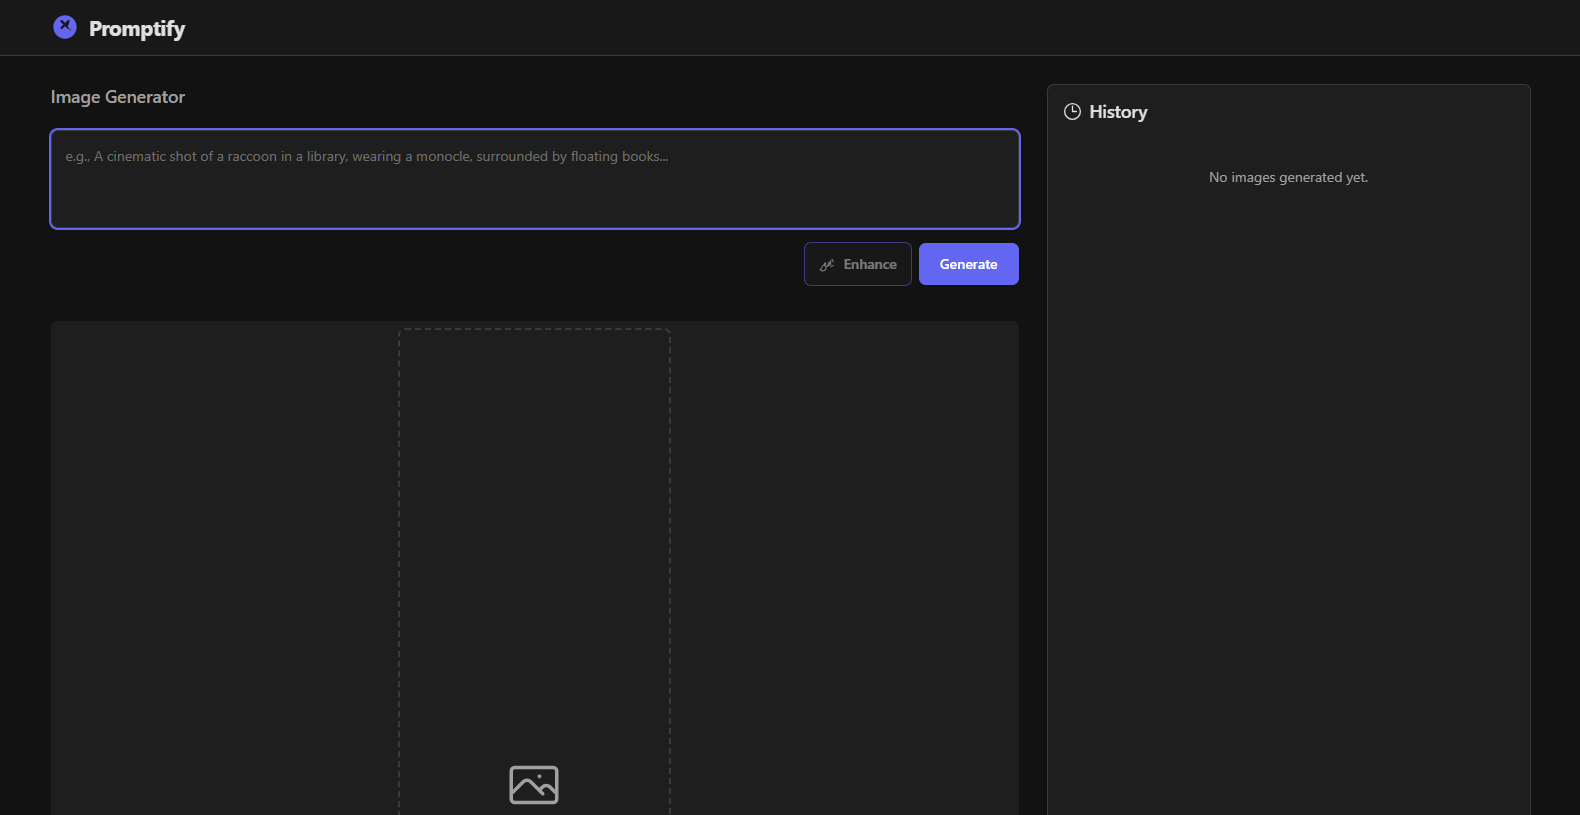 Promptify
Image Generator
e.g., A cinematic shot of a raccoon in a library, wearing a monocle, surrounded by floating books...
Enhance
Generate
History
No images generated yet.